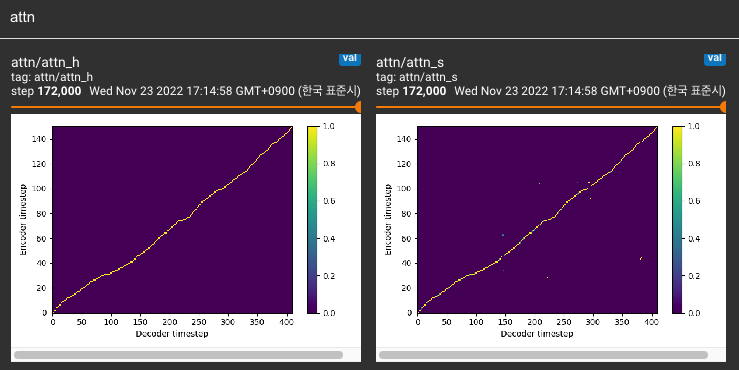 attn
attn/attn_h
val
tag: attn/attn_h
step 172,000 Wed Nov 23 2022 17:14:58 GMT+0900 (한국 표준시)
140
120
100
80
60
40
20
0
Encoder timestep
0 50 100 150 200 250 300 350 400
Decoder timestep
1.0
0.8
0.6
0.4
0.2
0.0
attn/attn_s
val
tag: attn/attn_s
step 172,000 Wed Nov 23 2022 17:14:58 GMT+0900 (한국 표준시)
140
120
100
80
60
40
20
0
Encoder timestep
0 50 100 150 200 250 300 350 400
Decoder timestep
1.0
0.8
0.6
0.4
0.2
0.0